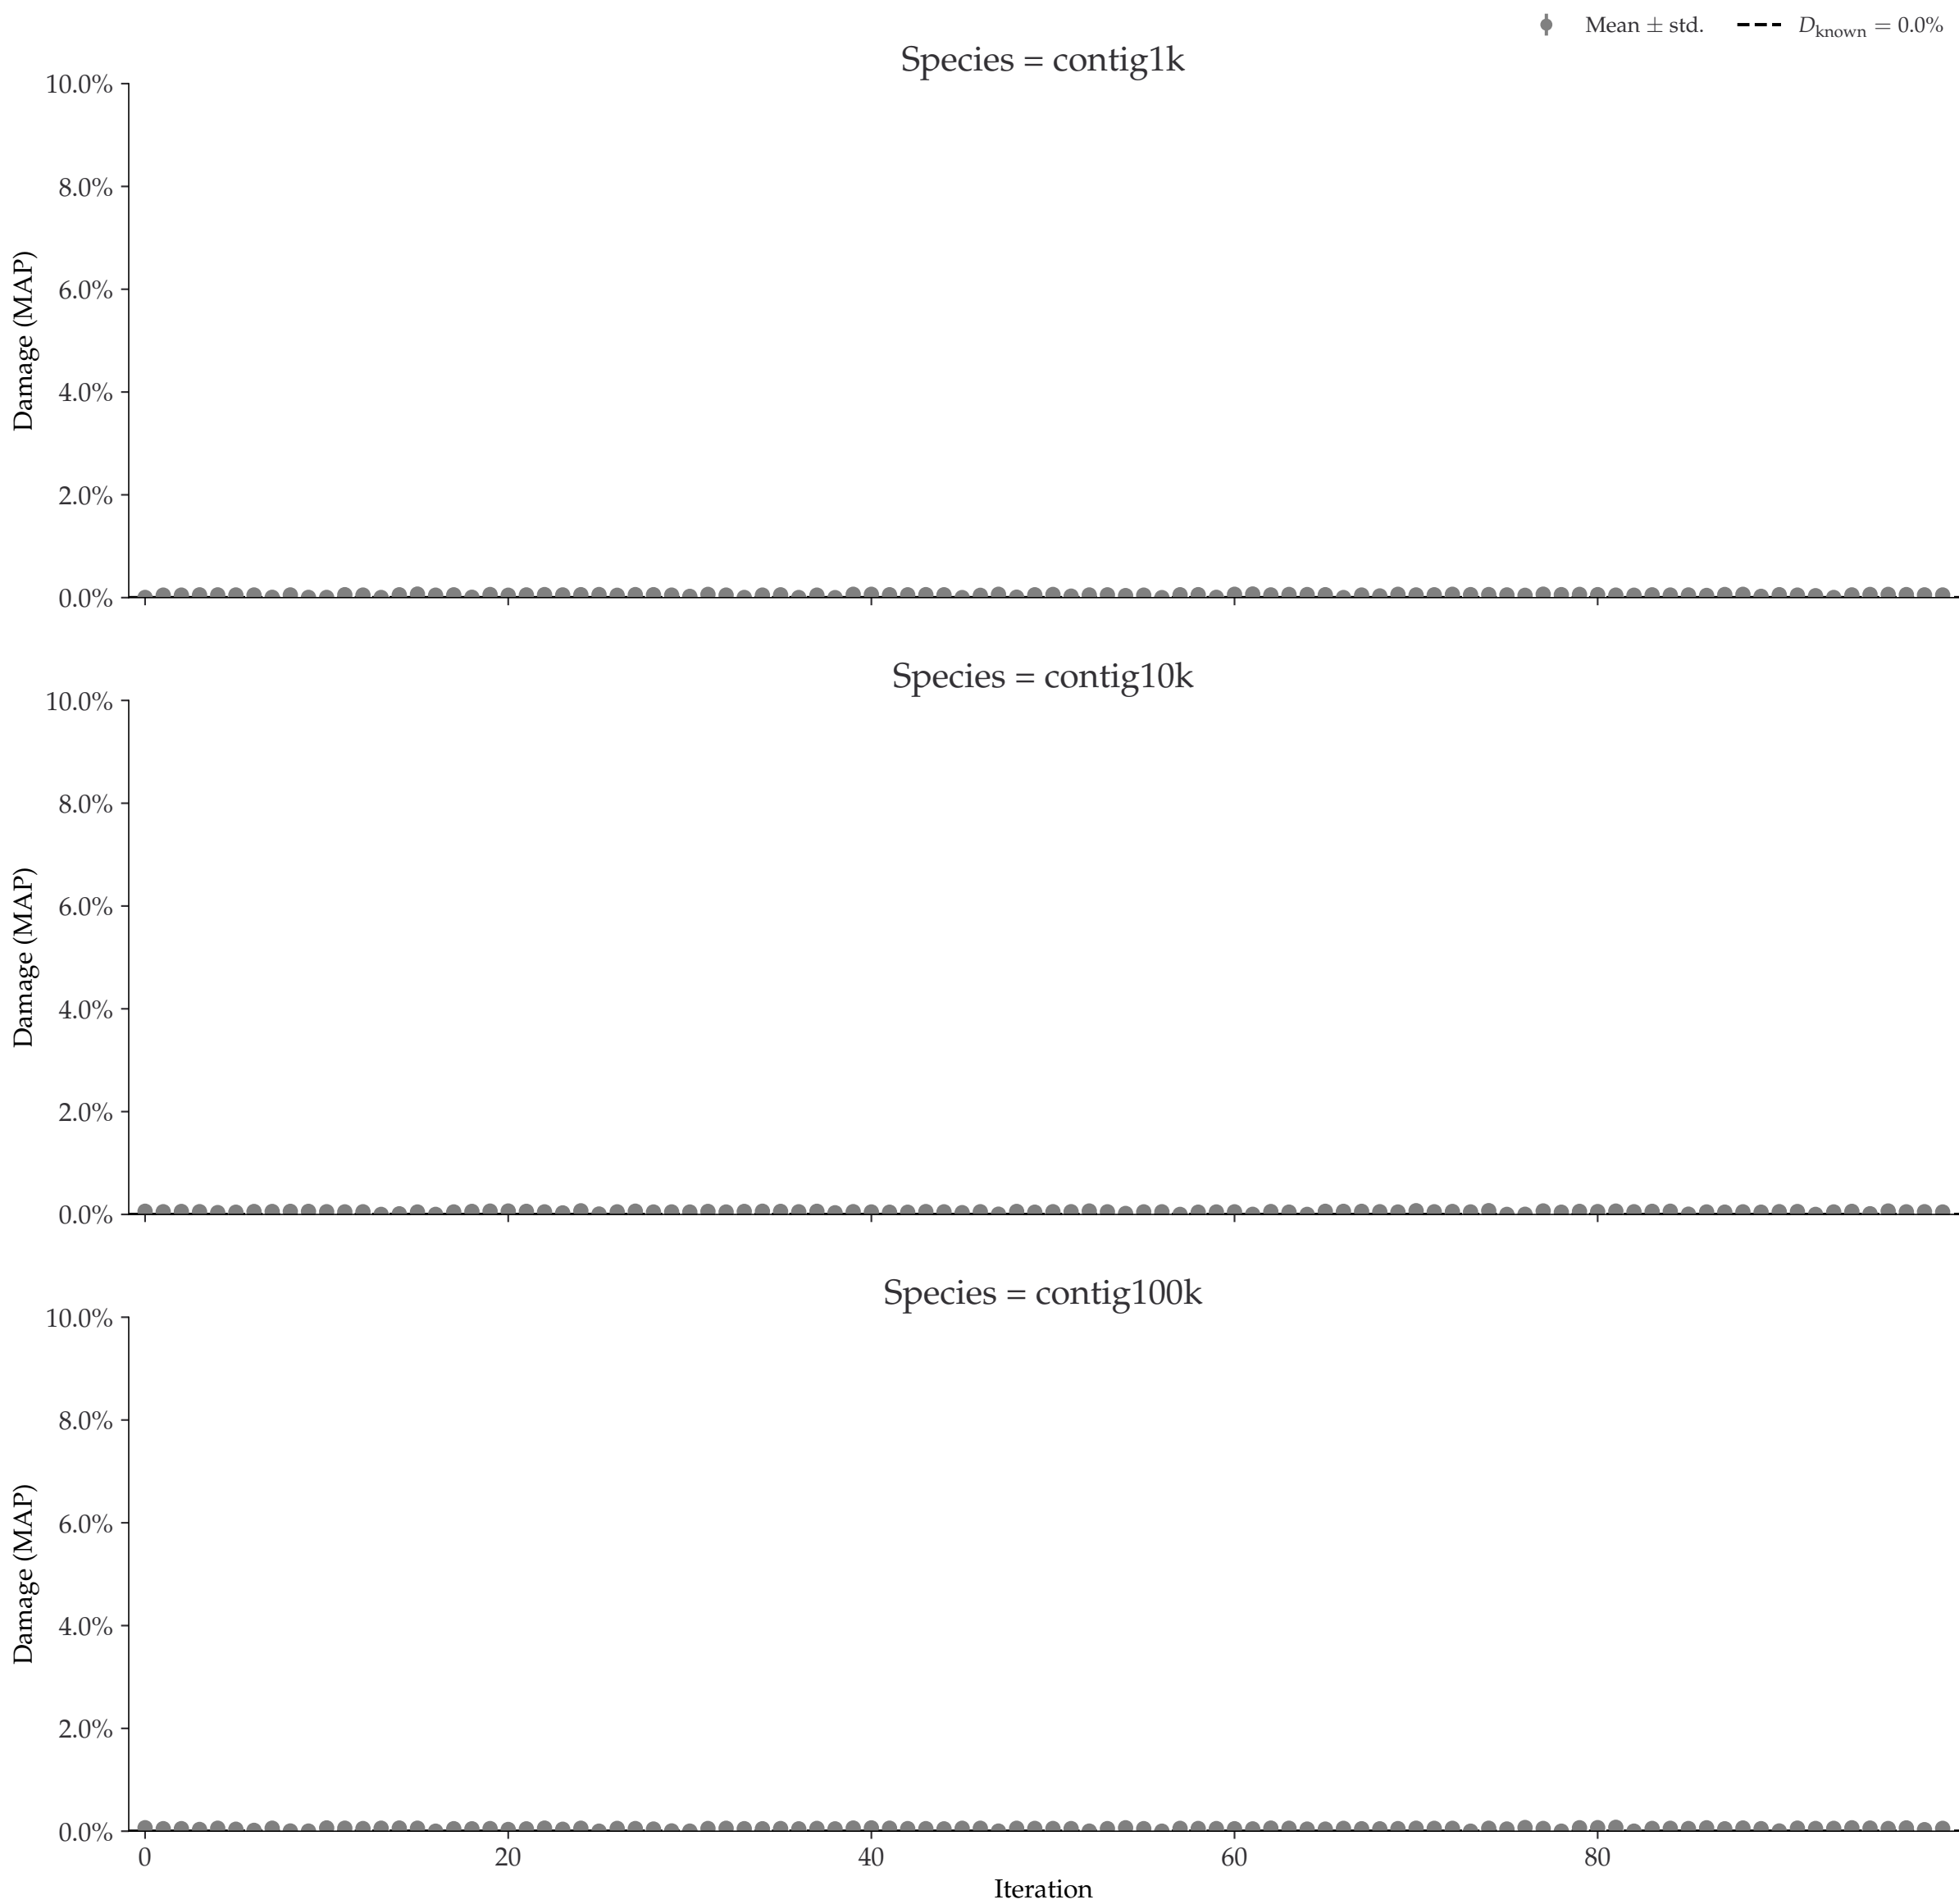 Mean ± std.
D_known = 0.0%
Species = contig1k
10.0%
8.0%
6.0%
4.0%
2.0%
0.0%
Damage (MAP)
Species = contig10k
10.0%
8.0%
6.0%
4.0%
2.0%
0.0%
Damage (MAP)
Species = contig100k
10.0%
8.0%
6.0%
4.0%
2.0%
0.0%
Damage (MAP)
0 20 40 60 80
Iteration